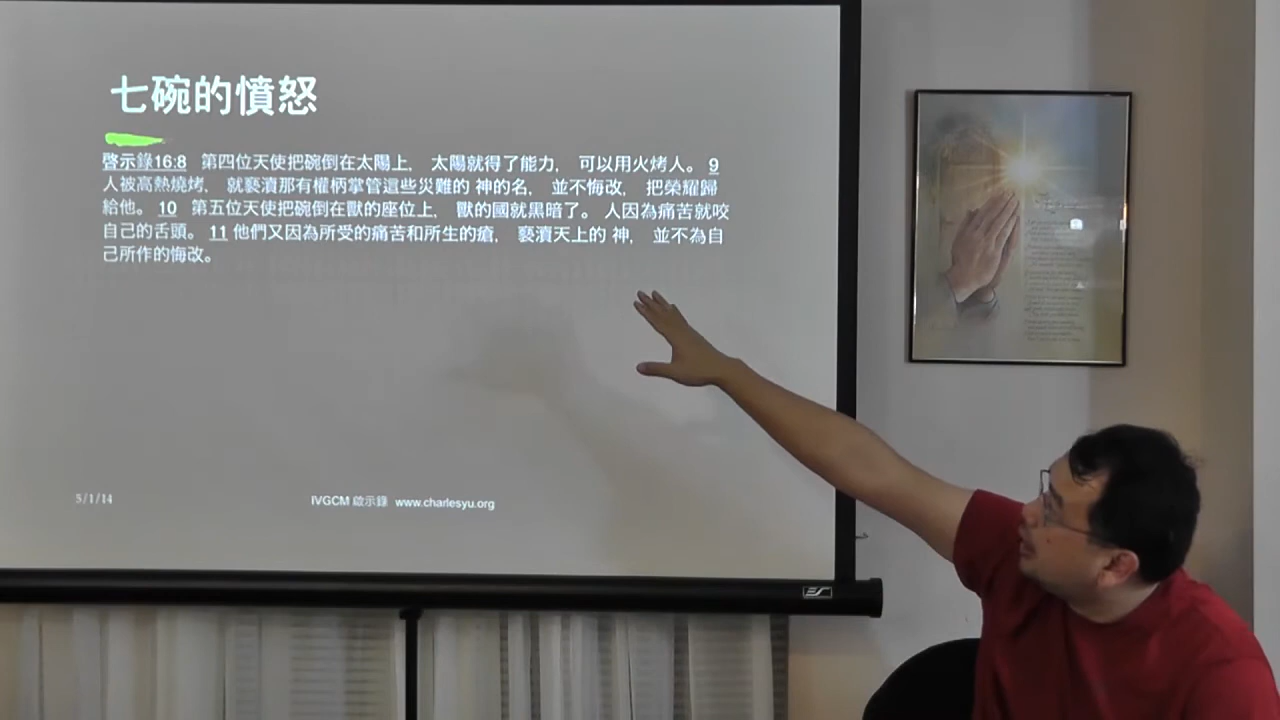 七碗的憤怒
啓示錄16:8 第四位天使把碗倒在太陽上， 太陽就得了能力， 可以用火烤人。 9
人被高熱燒烤， 就褻瀆那有權柄掌管這些災難的 神的名， 並不悔改， 把榮耀歸
給他。 10 第五位天使把碗倒在獸的座位上， 獸的國就黑暗了。 人因為痛苦就咬
自己的舌頭。 11 他們又因為所受的痛苦和所生的瘡， 褻瀆天上的 神， 並不為自
己所作的悔改。
5/1/14
IVGCM 啟示錄 www.charlesyu.org